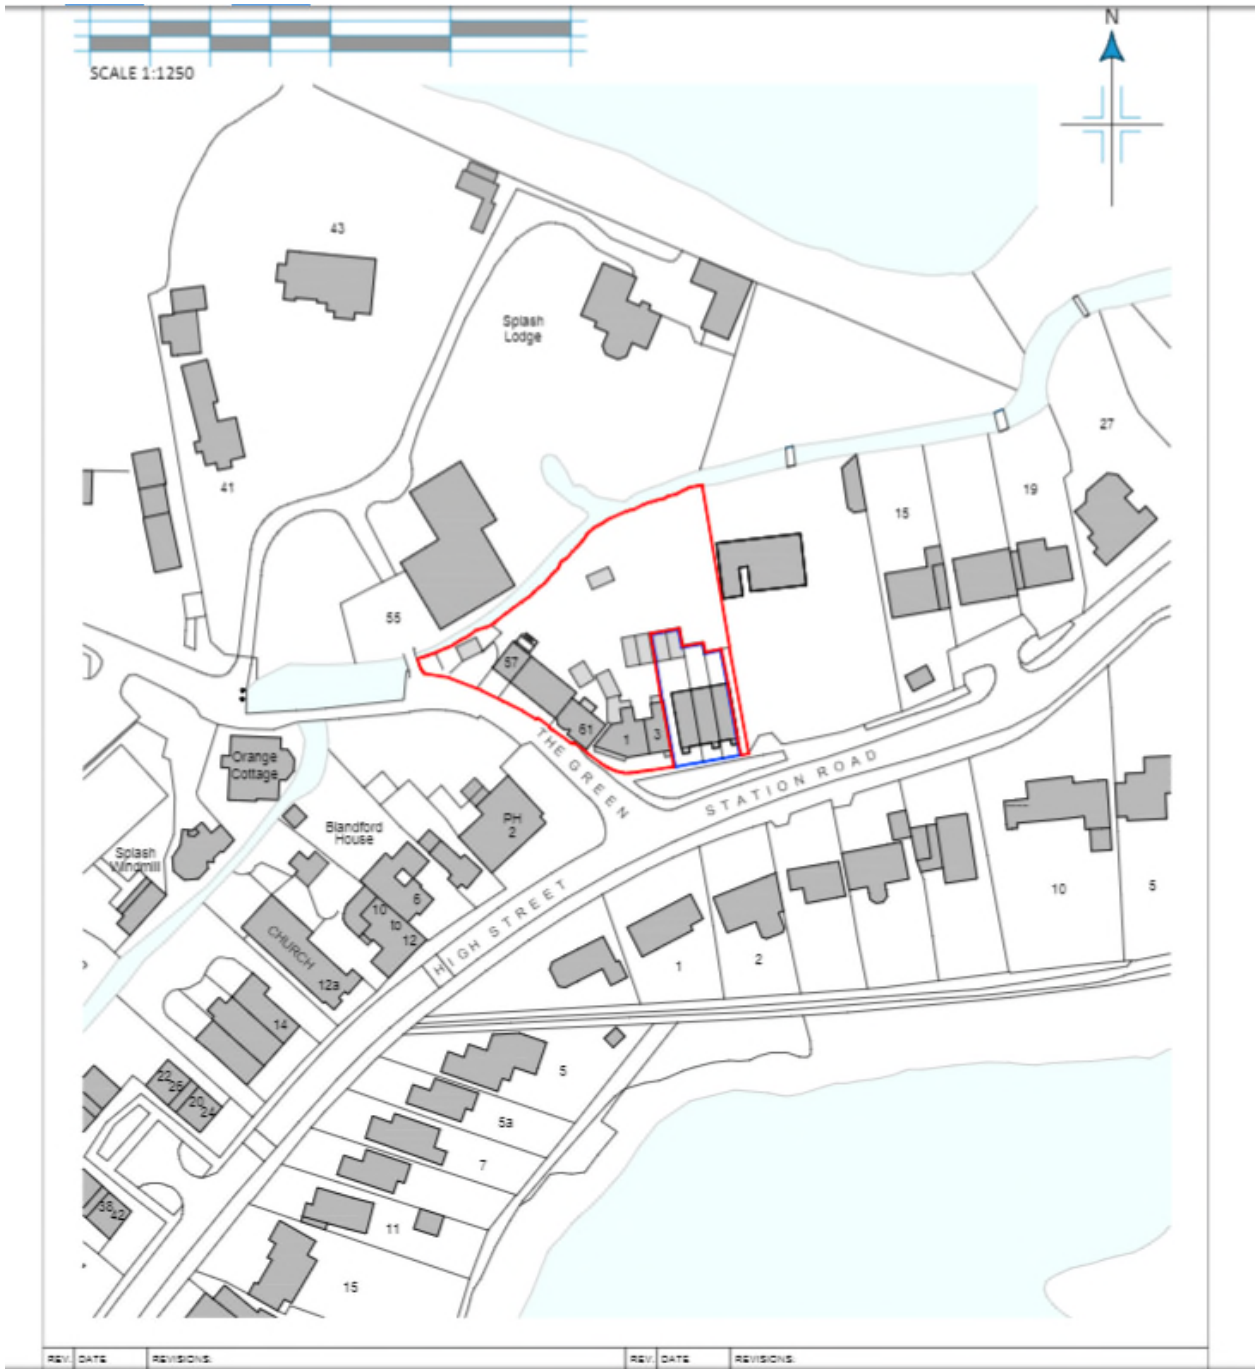 SCALE 1:1250
N
43
Splash
Lodge
41
27
19
15
55
57
61
1
3
THE GREEN
STATION ROAD
Orange
Cottage
PH
2
Blandford
House
Splash
Windmill
6
10
to
12
HIGH STREET
CHURCH
12a
10
5
1
2
14
5
22
26
20
24
5a
7
38
42
11
15
REV. DATE REVISIONS: REV. DATE REVISIONS: